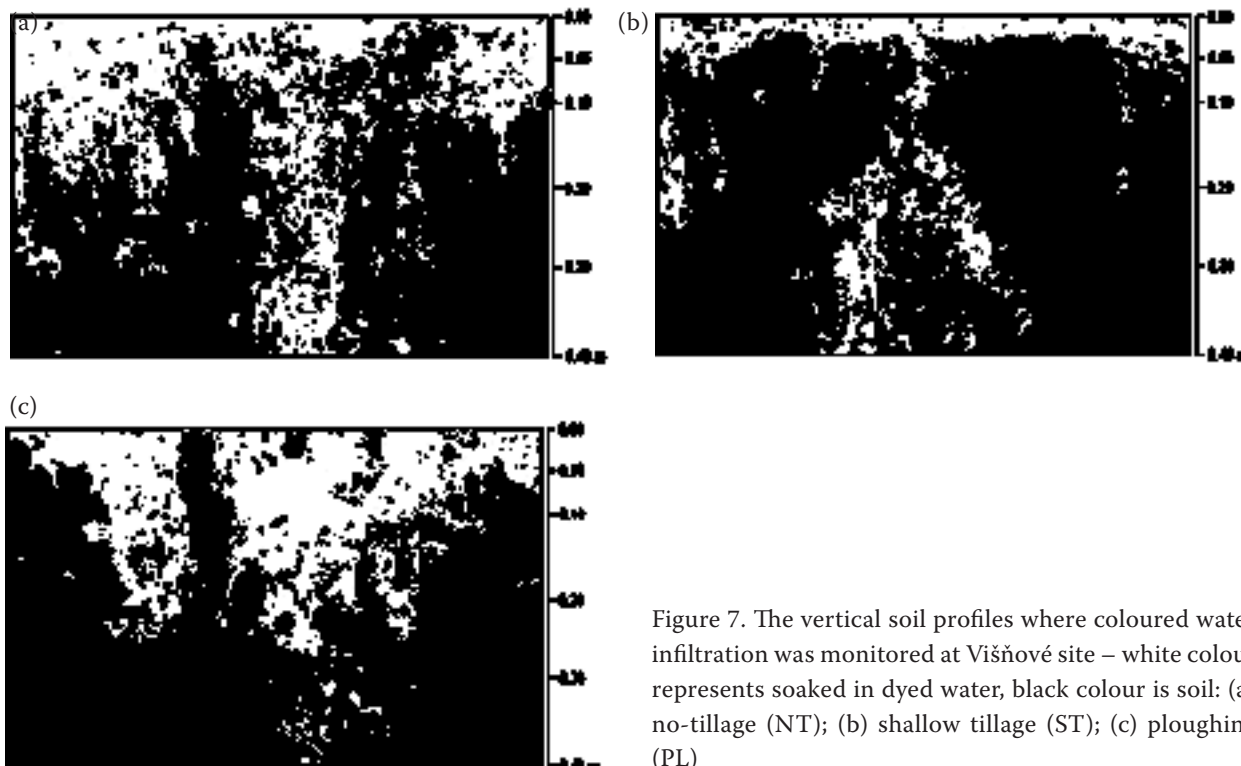 (a)
(b)
(c)
Figure 7. The vertical soil profiles where coloured wate
infiltration was monitored at Višňové site – white colou
represents soaked in dyed water, black colour is soil: (a
no-tillage (NT); (b) shallow tillage (ST); (c) ploughin
(PL)